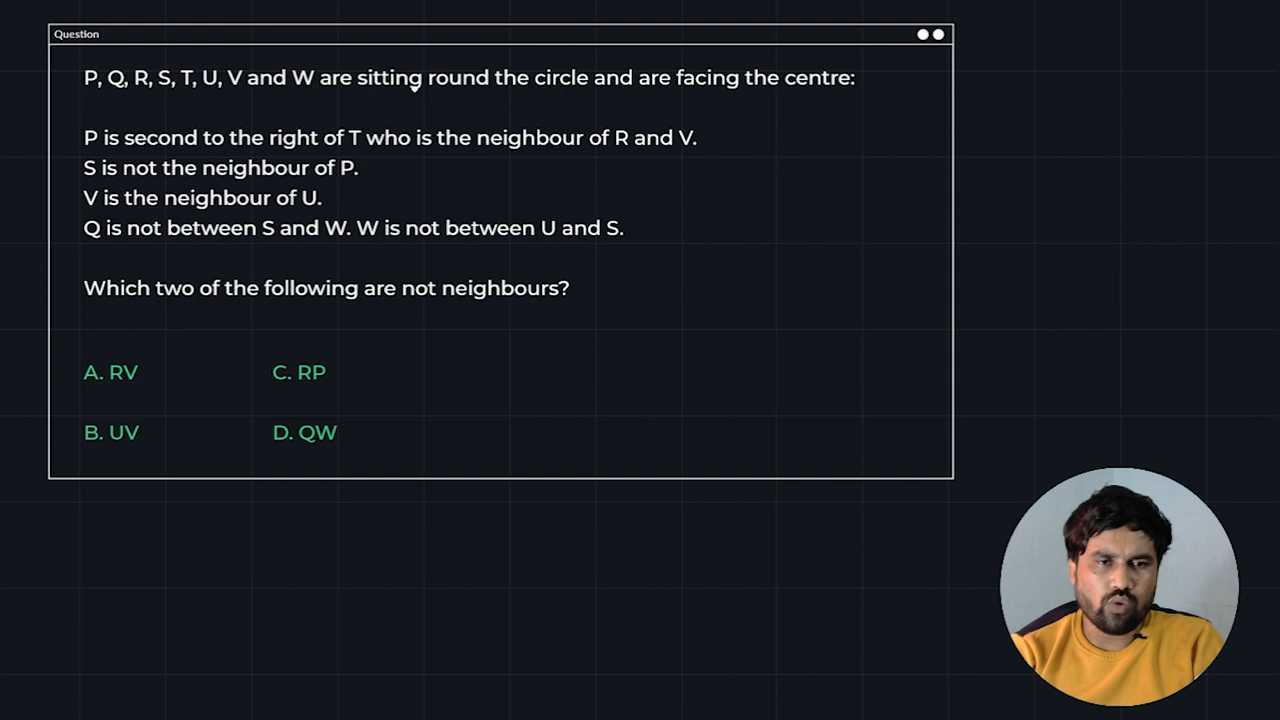 Question
P, Q, R, S, T, U, V and W are sitting round the circle and are facing the centre:
P is second to the right of T who is the neighbour of R and V.
S is not the neighbour of P.
V is the neighbour of U.
Q is not between S and W. W is not between U and S.
Which two of the following are not neighbours?
A. RV C. RP
B. UV D. QW